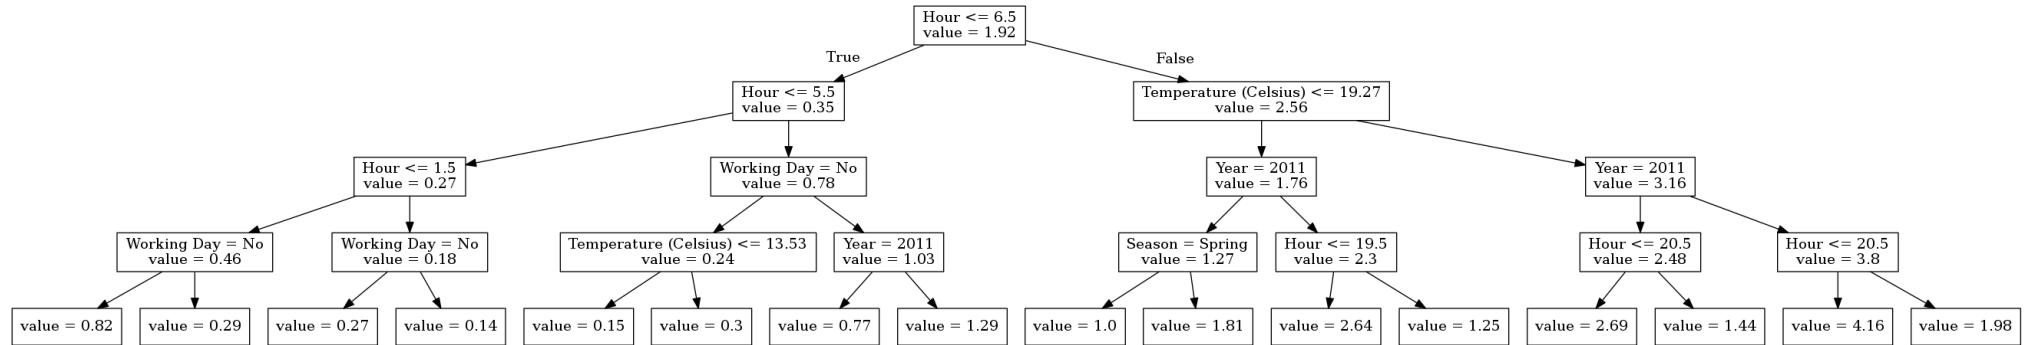 Hour <= 6.5
value = 1.92
True
False
Hour <= 5.5
value = 0.35
Temperature (Celsius) <= 19.27
value = 2.56
Hour <= 1.5
value = 0.27
Working Day = No
value = 0.78
Year = 2011
value = 1.76
Year = 2011
value = 3.16
Working Day = No
value = 0.46
Working Day = No
value = 0.18
Temperature (Celsius) <= 13.53
value = 0.24
Year = 2011
value = 1.03
Season = Spring
value = 1.27
Hour <= 19.5
value = 2.3
Hour <= 20.5
value = 2.48
Hour <= 20.5
value = 3.8
value = 0.82
value = 0.29
value = 0.27
value = 0.14
value = 0.15
value = 0.3
value = 0.77
value = 1.29
value = 1.0
value = 1.81
value = 2.64
value = 1.25
value = 2.69
value = 1.44
value = 4.16
value = 1.98